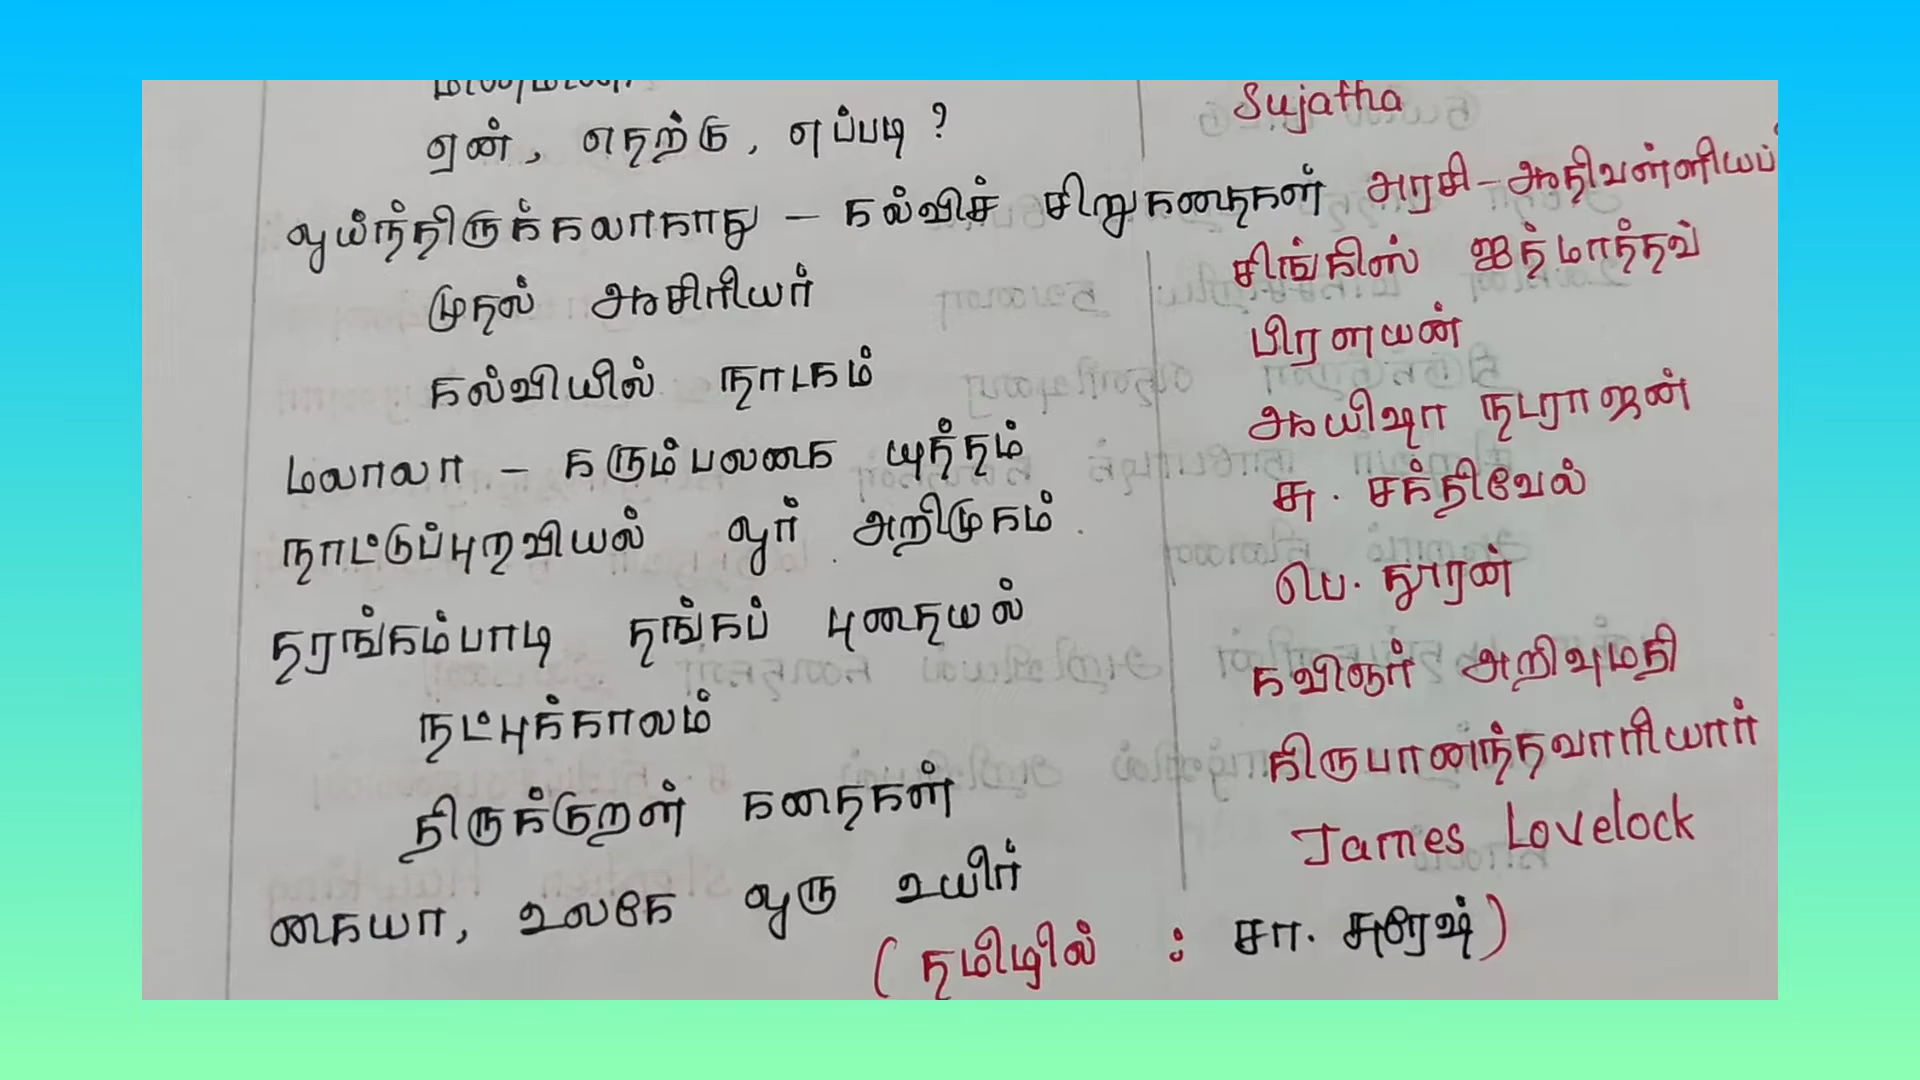 Sujatha
ஏன், எதற்கு, எப்படி?
ஓய்ந்திருக்கலாகாது - கல்விச் சிறுகதைகள் அரசி - ஆதிவள்ளியப்
முதல் ஆசிரியர் சிங்கிஸ் ஐத்மாத்தவ்
கல்வியில் நாடகம் பிரளயன்
மலாலா - கரும்பலகை யுத்தம் ஆயிஷா நடராஜன்
நாட்டுப்புறவியல் ஓர் அறிமுகம் சு. சக்திவேல்
தரங்கம்பாடி தங்கப் புதையல் பெ. தூரன்
நட்புக்காலம் கவிஞர் அறிவுமதி
திருக்குறள் கதைகள் கிருபானந்தவாரியார்
கையா, உலகே ஒரு உயிர் James Lovelock
(தமிழில் : சா. சுரேஷ்)